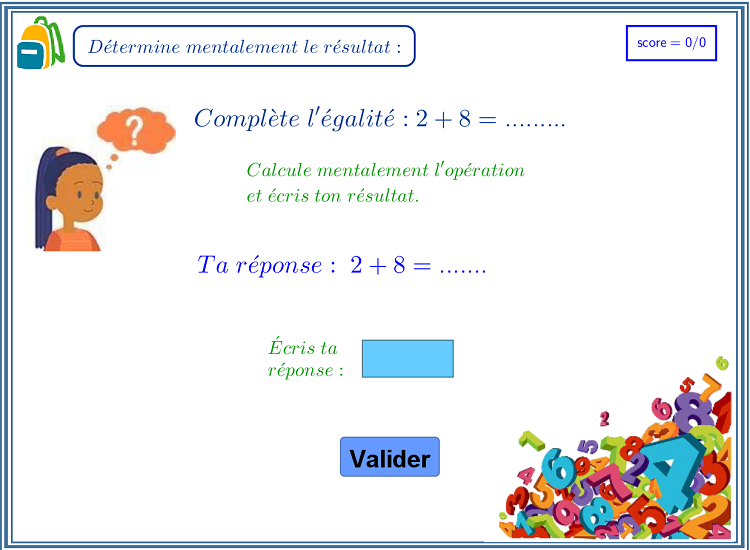 Détermine mentalement le résultat :
score = 0/0
Complète l'égalité : 2 + 8 = .........
Calcule mentalement l'opération
et écris ton résultat.
Ta réponse : 2 + 8 = .......
Écris ta
réponse :
Valider